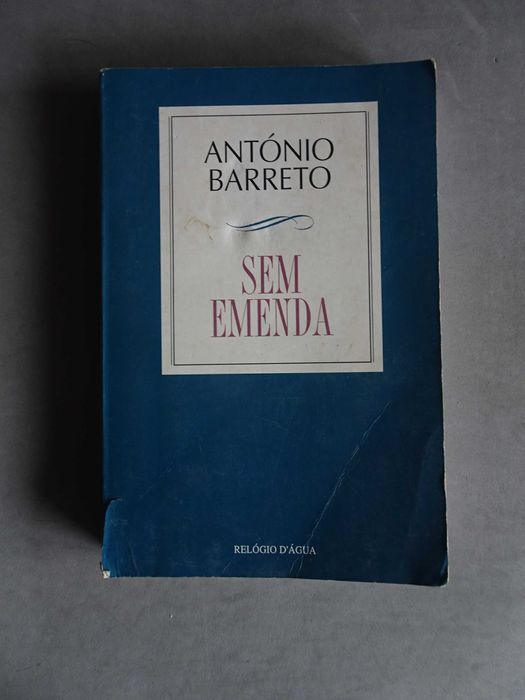 ANTÓNIO
BARRETO
SEM
EMENDA
RELÓGIO D'ÁGUA